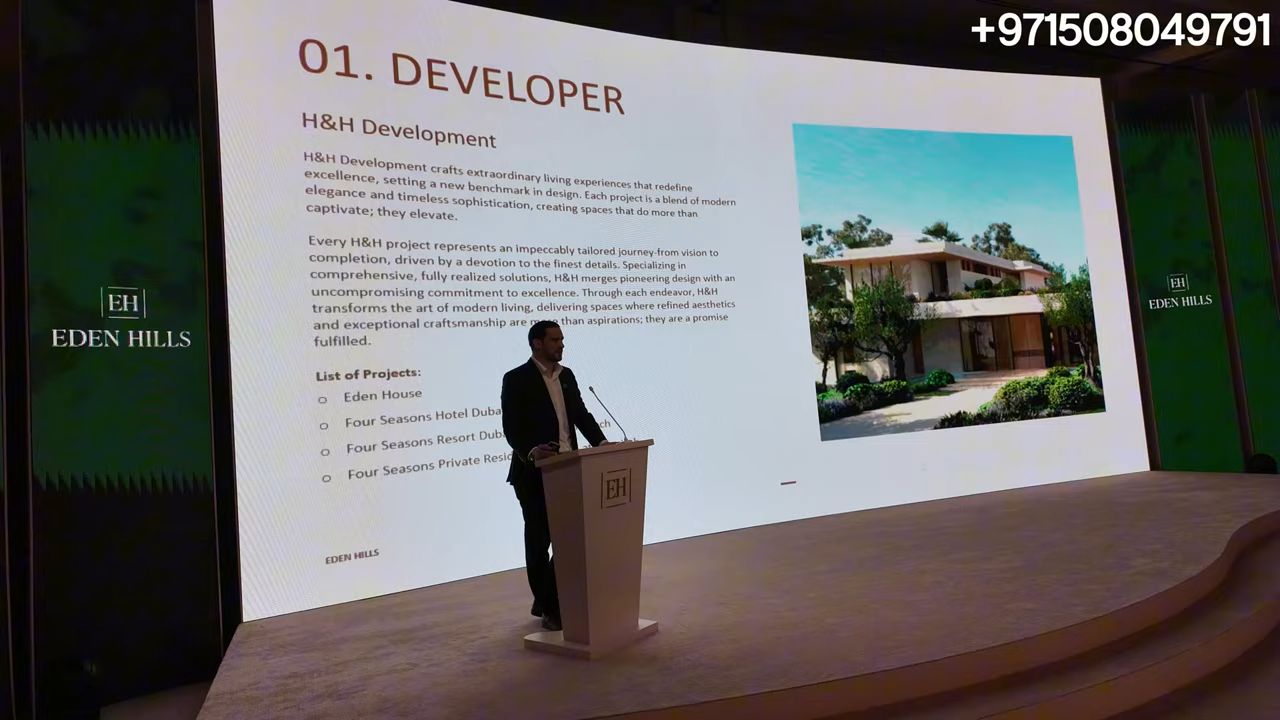 +971508049791
01. DEVELOPER
H&H Development
H&H Development crafts extraordinary living experiences that redefine
excellence, setting a new benchmark in design. Each project is a blend of modern
elegance and timeless sophistication, creating spaces that do more than
captivate; they elevate.
Every H&H project represents an impeccably tailored journey-from vision to
completion, driven by a devotion to the finest details. Specializing in
comprehensive, fully realized solutions, H&H merges pioneering design with an
uncompromising commitment to excellence. Through each endeavor, H&H
transforms the art of modern living, delivering spaces where refined aesthetics
and exceptional craftsmanship are than aspirations; they are a promise
fulfilled.
List of Projects:
Eden House
Four Seasons Hotel
Four Seasons Resort
Four Seasons Private
EDEN HILLS
EH
EDEN HILLS
EH
EH
EDEN HILLS